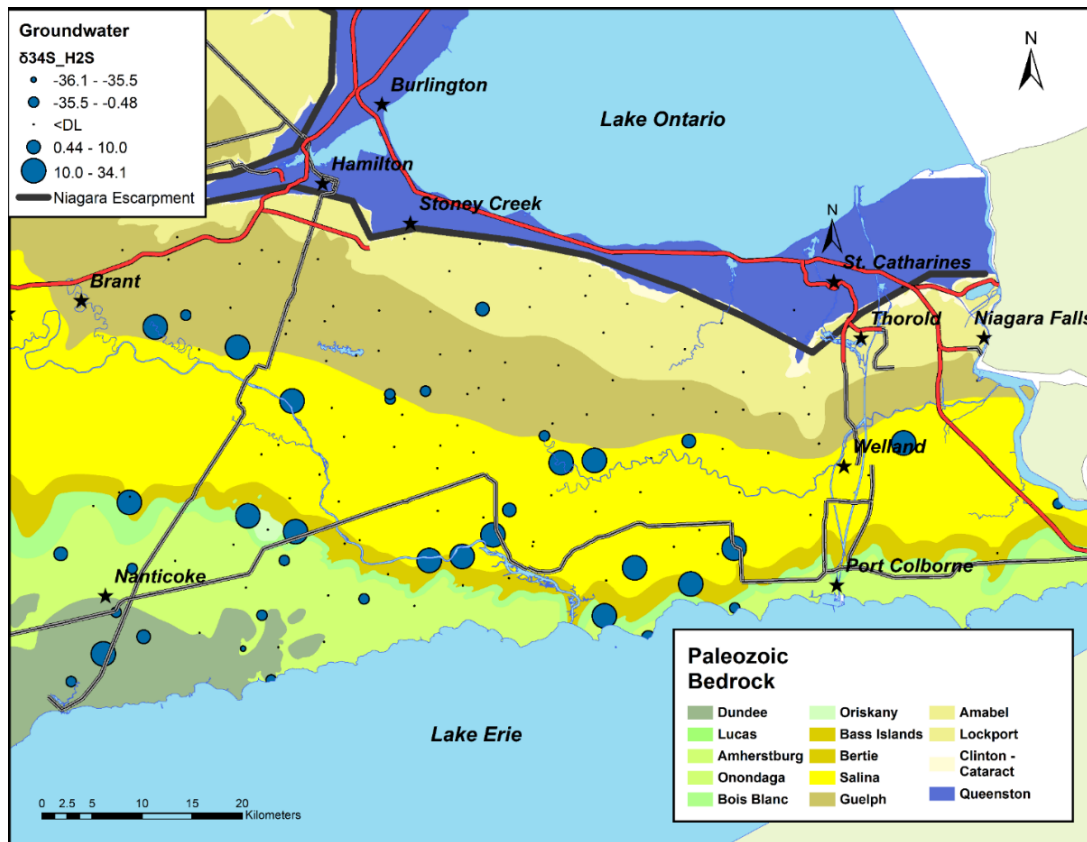 Groundwater
δ34S_H2S
-36.1 - -35.5
-35.5 - -0.48
<DL
0.44 - 10.0
10.0 - 34.1
Niagara Escarpment
N
Burlington
Lake Ontario
Hamilton
Stoney Creek
N
St. Catharines
Brant
Thorold
Niagara Falls
Welland
Nanticoke
Port Colborne
Lake Erie
Paleozoic
Bedrock
Dundee
Lucas
Amherstburg
Onondaga
Bois Blanc
Oriskany
Bass Islands
Bertie
Salina
Guelph
Amabel
Lockport
Clinton -
Cataract
Queenston
0 2.5 5 10 15 20
Kilometers